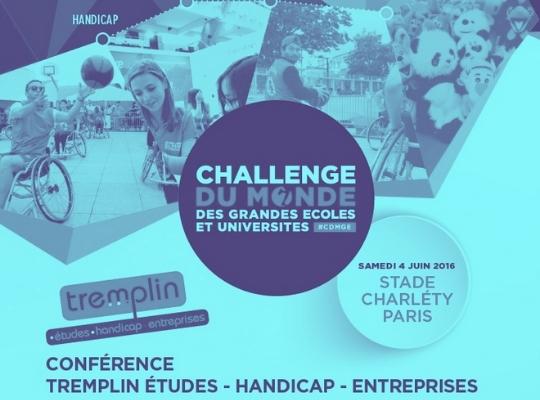 HANDICAP
CHALLENGE
DU MONDE
DES GRANDES ECOLES
ET UNIVERSITES #CDMGE
SAMEDI 4 JUIN 2016
STADE
CHARLÉTY
PARIS
tremplin
•études•handicap entreprises
CONFÉRENCE
TREMPLIN ÉTUDES - HANDICAP - ENTREPRISES